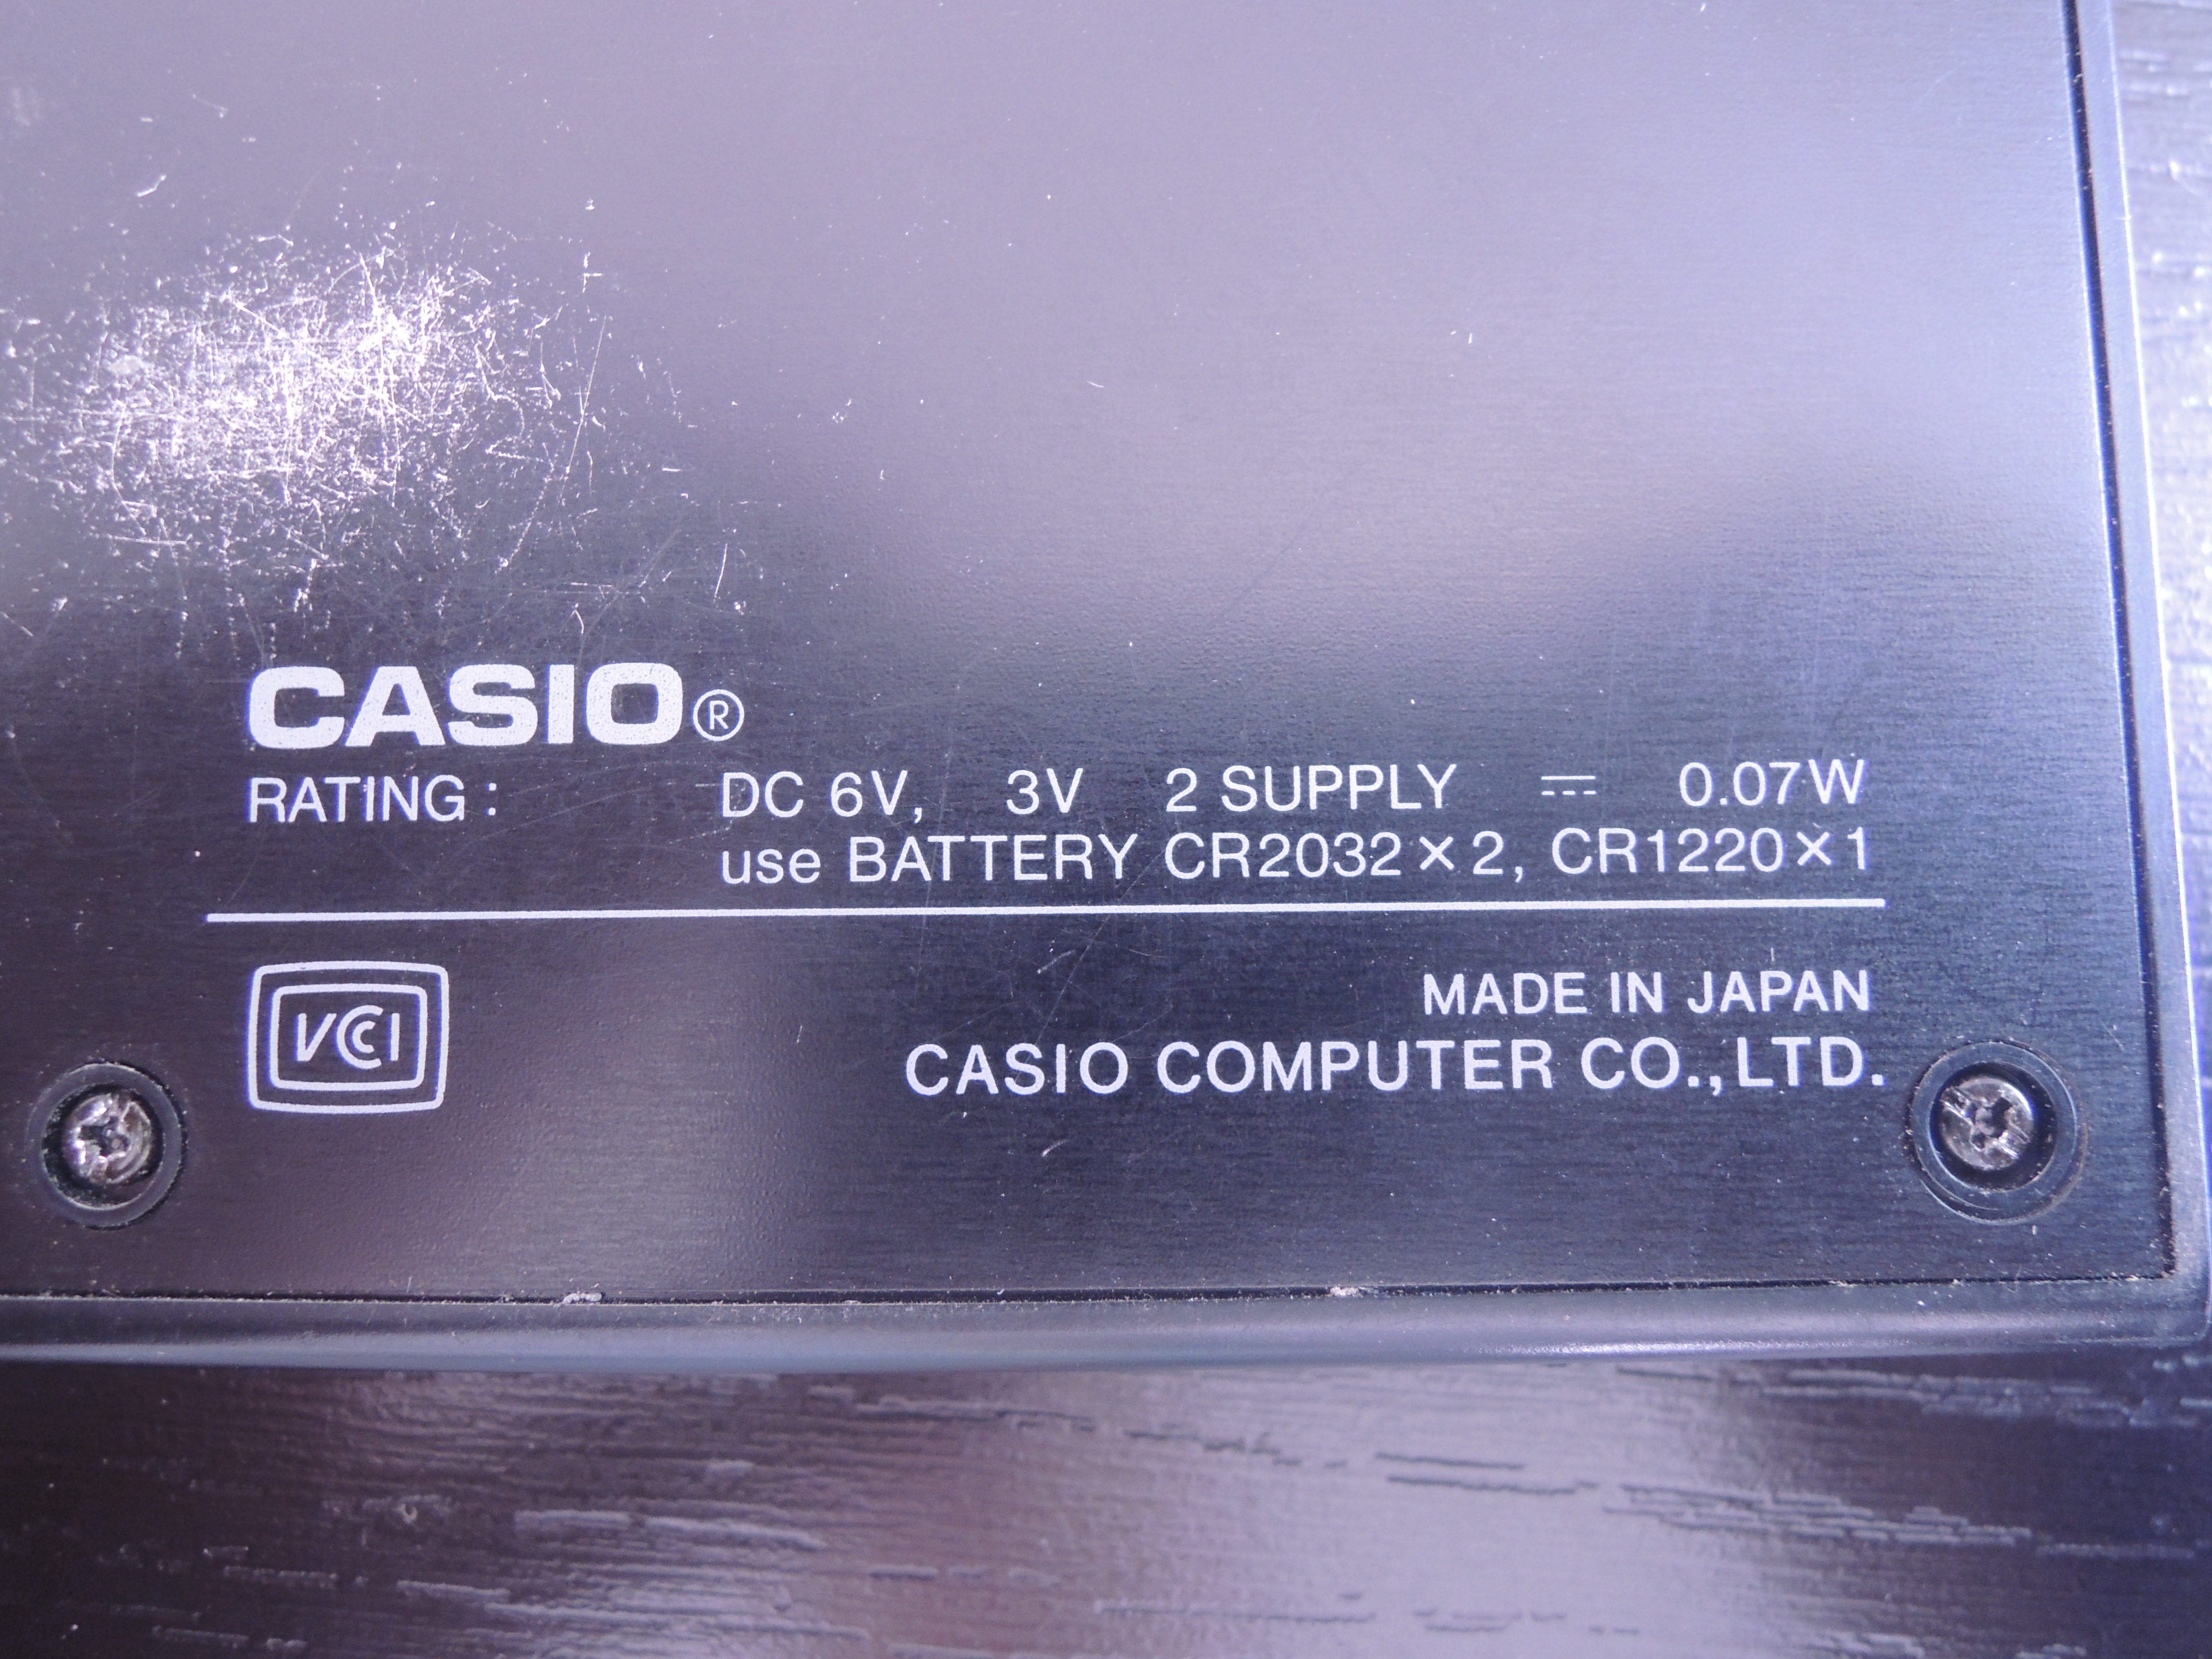 CASIO®
RATING : DC 6V, 3V 2 SUPPLY ⎓ 0.07W
use BATTERY CR2032×2, CR1220×1
VCCI
MADE IN JAPAN
CASIO COMPUTER CO.,LTD.